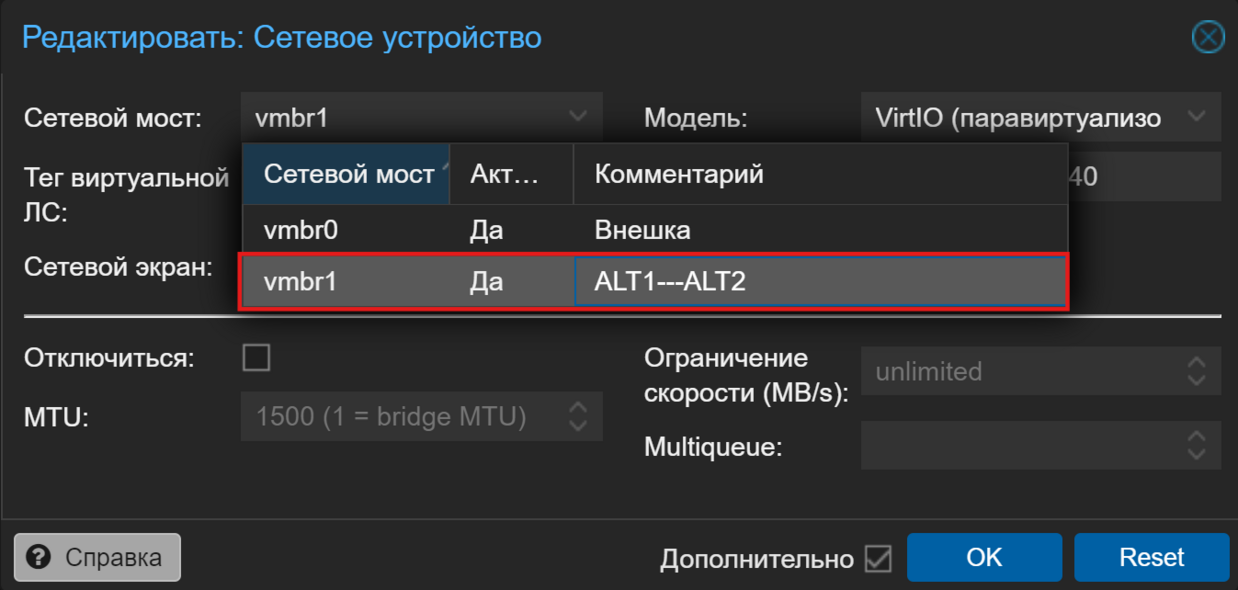 Редактировать: Сетевое устройство
Сетевой мост: vmbr1 Модель: VirtIO (паравиртуализо
Сетевой мост Акт... Комментарий
Тег виртуальной
ЛС:
40
vmbr0 Да Внешка
Сетевой экран:
vmbr1 Да ALT1---ALT2
Отключиться:
Ограничение
скорости (MB/s): unlimited
MTU: 1500 (1 = bridge MTU)
Multiqueue:
? Справка Дополнительно OK Reset